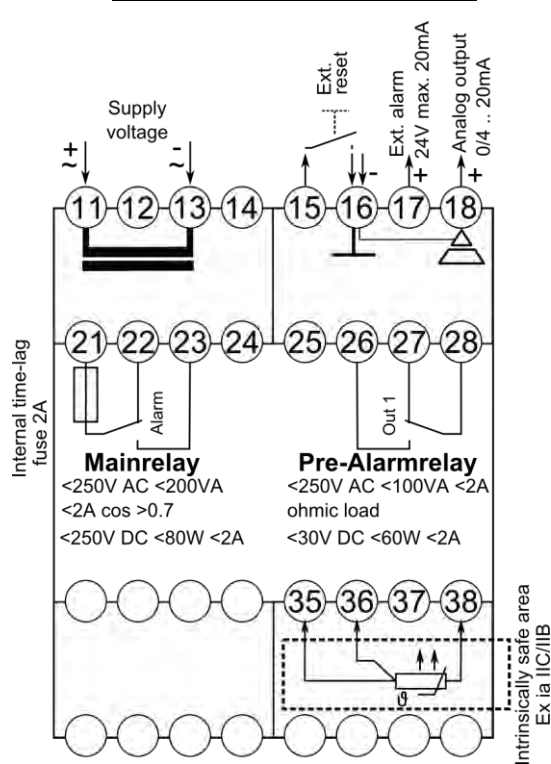 Supply
voltage
Ext.
reset
Ext. alarm
24V max. 20mA
Analog output
0/4 .. 20mA
+
~
-
~
-
+
+
11 12 13 14 15 16 17 18
21 22 23 24 25 26 27 28
Internal time-lag
fuse 2A
Alarm
Out 1
Mainrelay
<250V AC <200VA
<2A cos >0.7
<250V DC <80W <2A
Pre-Alarmrelay
<250V AC <100VA <2A
ohmic load
<30V DC <60W <2A
35 36 37 38
ϑ
Intrinsically safe area
Ex ia IIC/IIB